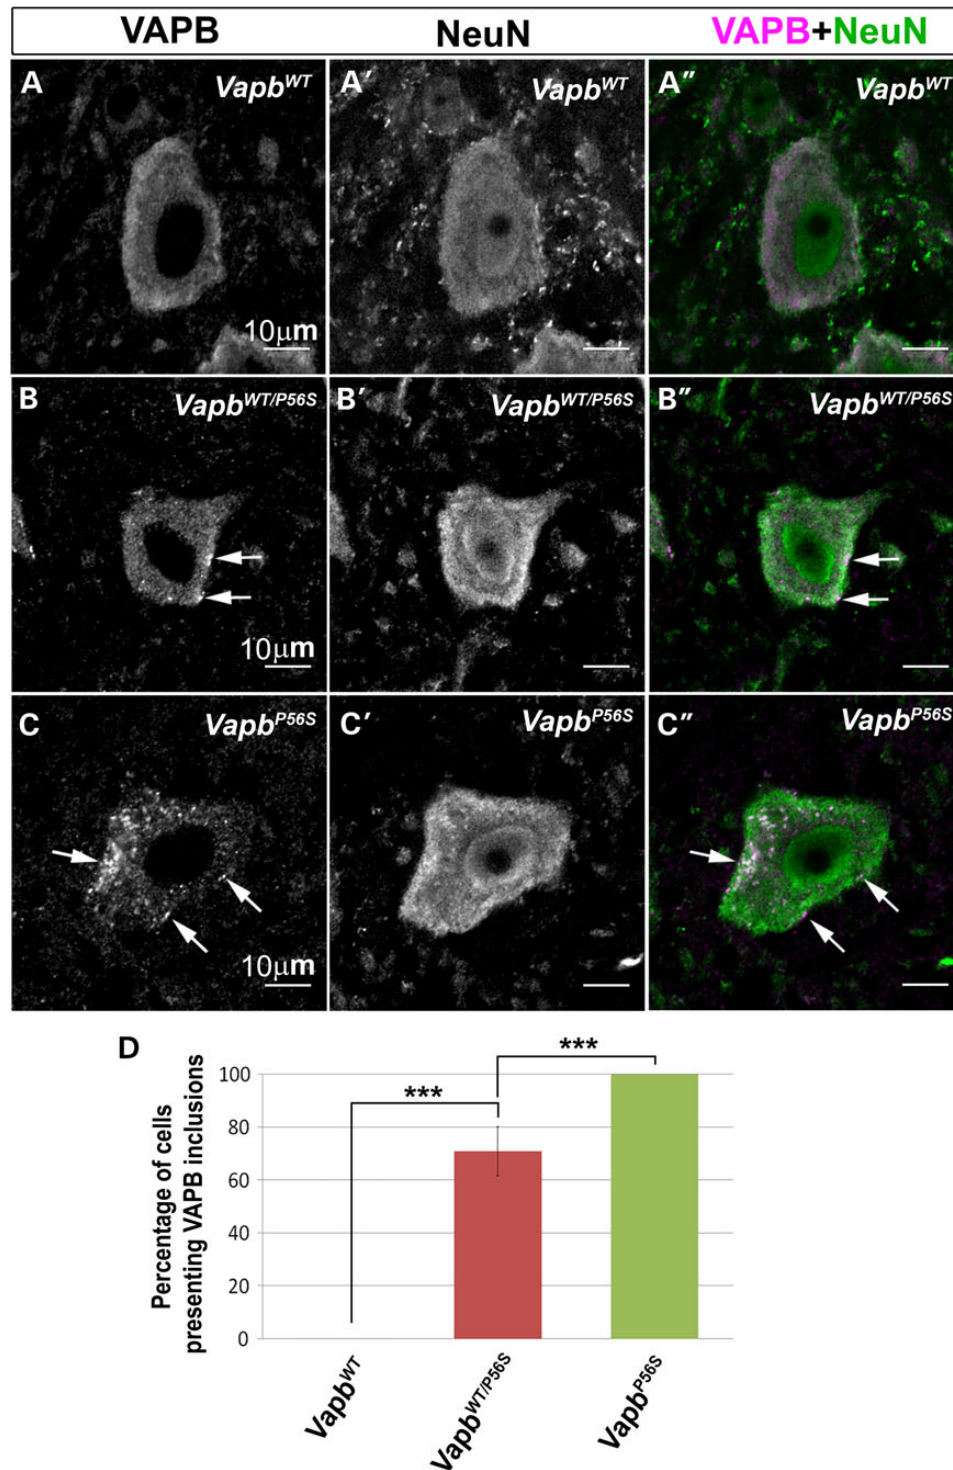 VAPB NeuN VAPB+NeuN
A Vapb^WT A′ Vapb^WT A″ Vapb^WT
10μm
B Vapb^WT/P56S B′ Vapb^WT/P56S B″ Vapb^WT/P56S
10μm
C Vapb^P56S C′ Vapb^P56S C″ Vapb^P56S
10μm
D
***
***
Percentage of cells
presenting VAPB inclusions
100
80
60
40
20
0
Vapb^WT
Vapb^WT/P56S
Vapb^P56S